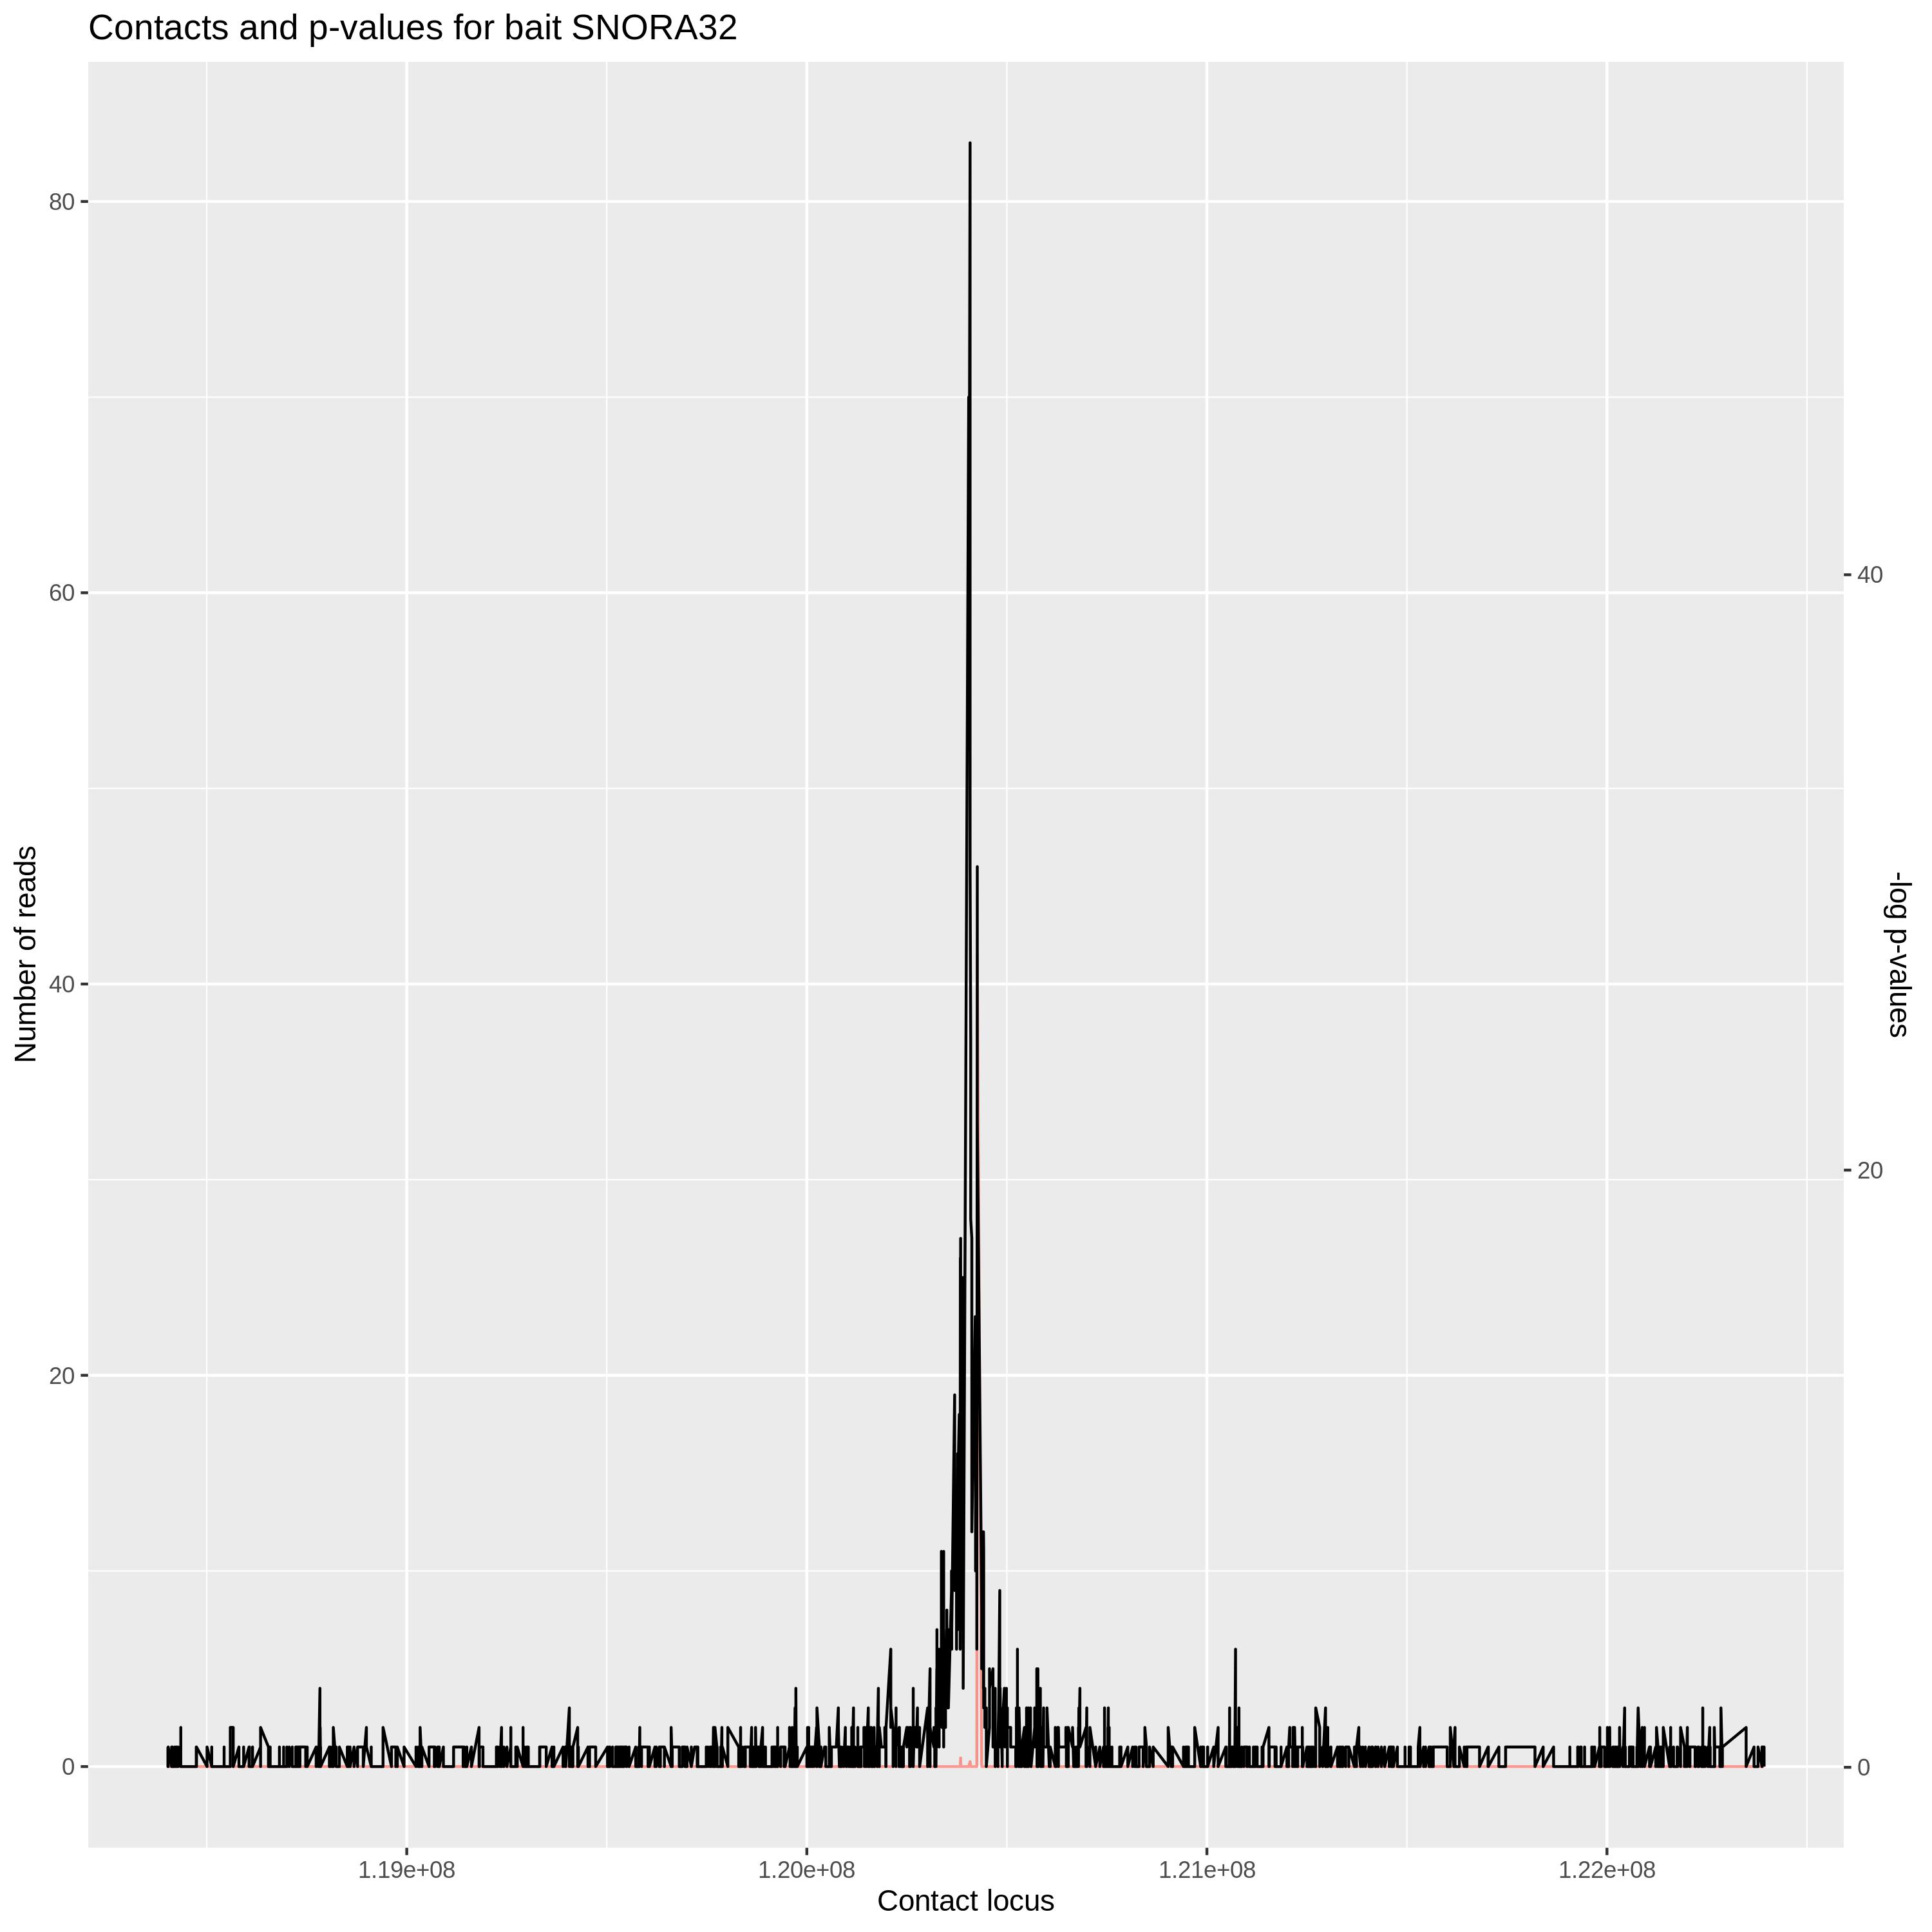 Contacts and p-values for bait SNORA32
80
60
40
20
0
Number of reads
40
20
0
-log p-values
1.19e+08
1.20e+08
1.21e+08
1.22e+08
Contact locus